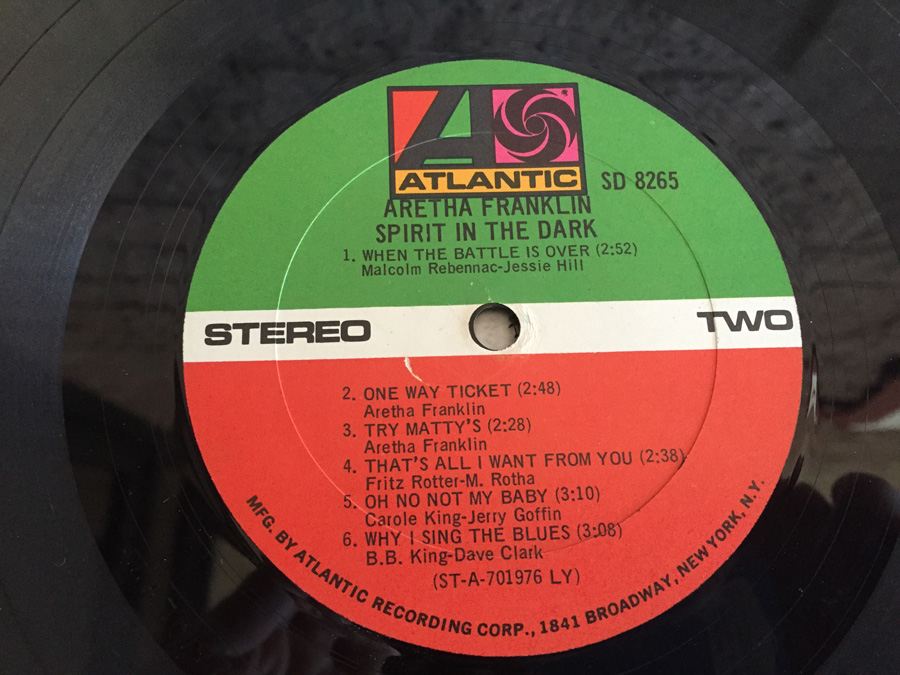 ATLANTIC
SD 8265
ARETHA FRANKLIN
SPIRIT IN THE DARK
1. WHEN THE BATTLE IS OVER (2:52)
Malcolm Rebennac-Jessie Hill
STEREO
TWO
2. ONE WAY TICKET (2:48)
Aretha Franklin
3. TRY MATTY'S (2:28)
Aretha Franklin
4. THAT'S ALL I WANT FROM YOU (2:38)
Fritz Rotter-M. Rotha
5. OH NO NOT MY BABY (3:10)
Carole King-Jerry Goffin
6. WHY I SING THE BLUES (3:08)
B.B. King-Dave Clark
(ST-A-701976 LY)
MFG. BY ATLANTIC RECORDING CORP., 1841 BROADWAY, NEW YORK, N.Y.